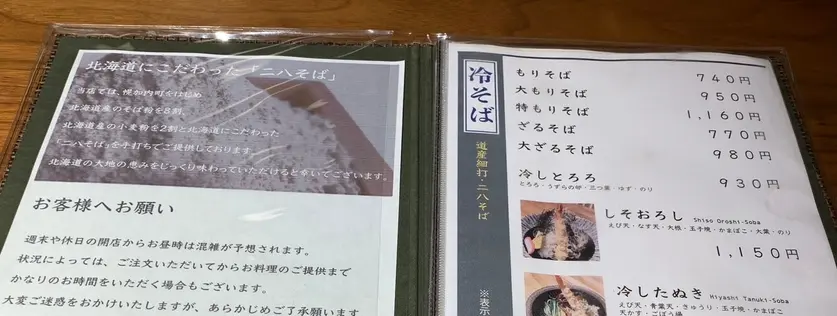 北海道にこだわった「二八そば」
当店では、幌加内町をはじめ
北海道産のそば粉を8割、
北海道産の小麦粉を2割と北海道にこだわった
「二八そば」を手打ちでご提供しております。
北海道の大地の恵みをじっくり味わっていただけると幸いでございます。
お客様へお願い
週末や休日の開店からお昼時は混雑が予想されます。
状況によっては、ご注文いただいてからお料理のご提供まで
かなりのお時間をいただく場合もございます。
大変ご迷惑をおかけいたしますが、あらかじめご了承願います
冷そば
道産細打・二八そば
※表示
もりそば 740円
大もりそば 950円
特もりそば 1,160円
ざるそば 770円
大ざるそば 980円
冷しとろろ 930円
とろろ・うずらの卵・三つ葉・ゆず・のり
しそおろし Shiso Oroshi-Soba
えび天・なす天・大根・玉子焼・かまぼこ・大葉・のり
1,150円
冷したぬき Hiyashi Tanuki-Soba
えび天・青葉天・きゅうり・玉子焼・かまぼこ
天かす・ごぼう揚